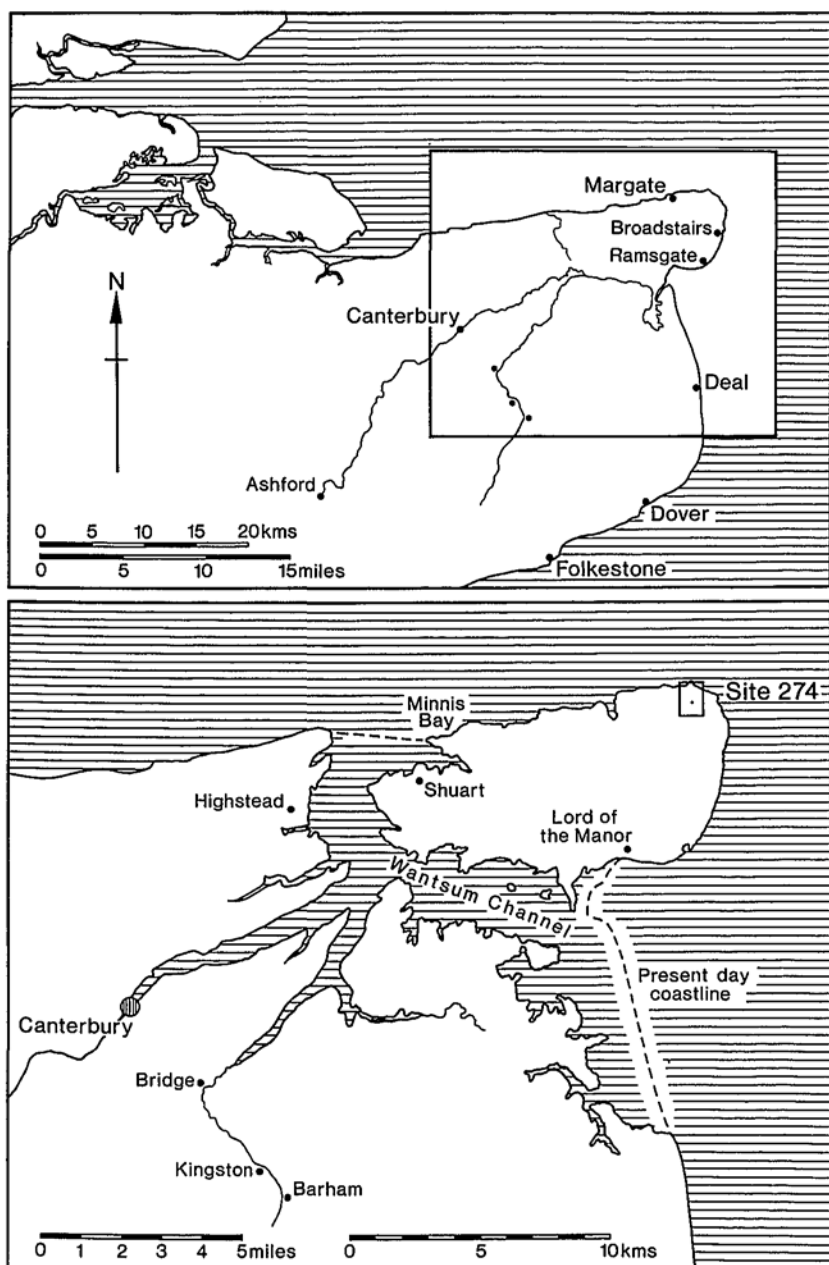 Margate
Broadstairs
Ramsgate
N
Canterbury
Deal
Ashford
0 5 10 15 20kms
Dover
0 5 10 15miles
Folkestone
Minnis
Bay
Site 274
Highstead
Shuart
Lord of
the Manor
Wantsum Channel
Present day
coastline
Canterbury
Bridge
Kingston
Barham
0 1 2 3 4 5miles
0 5 10kms